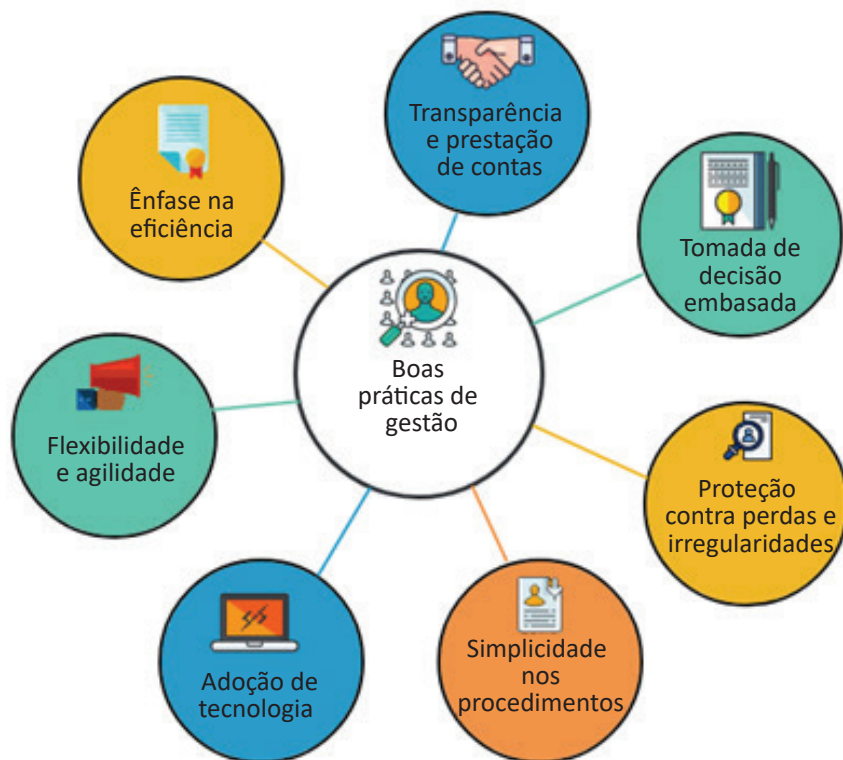 Transparência
e prestação
de contas
Ênfase na
eficiência
Tomada de
decisão
embasada
Boas
práticas de
gestão
Flexibilidade
e agilidade
Proteção
contra perdas e
irregularidades
Simplicidade
nos
procedimentos
Adoção de
tecnologia